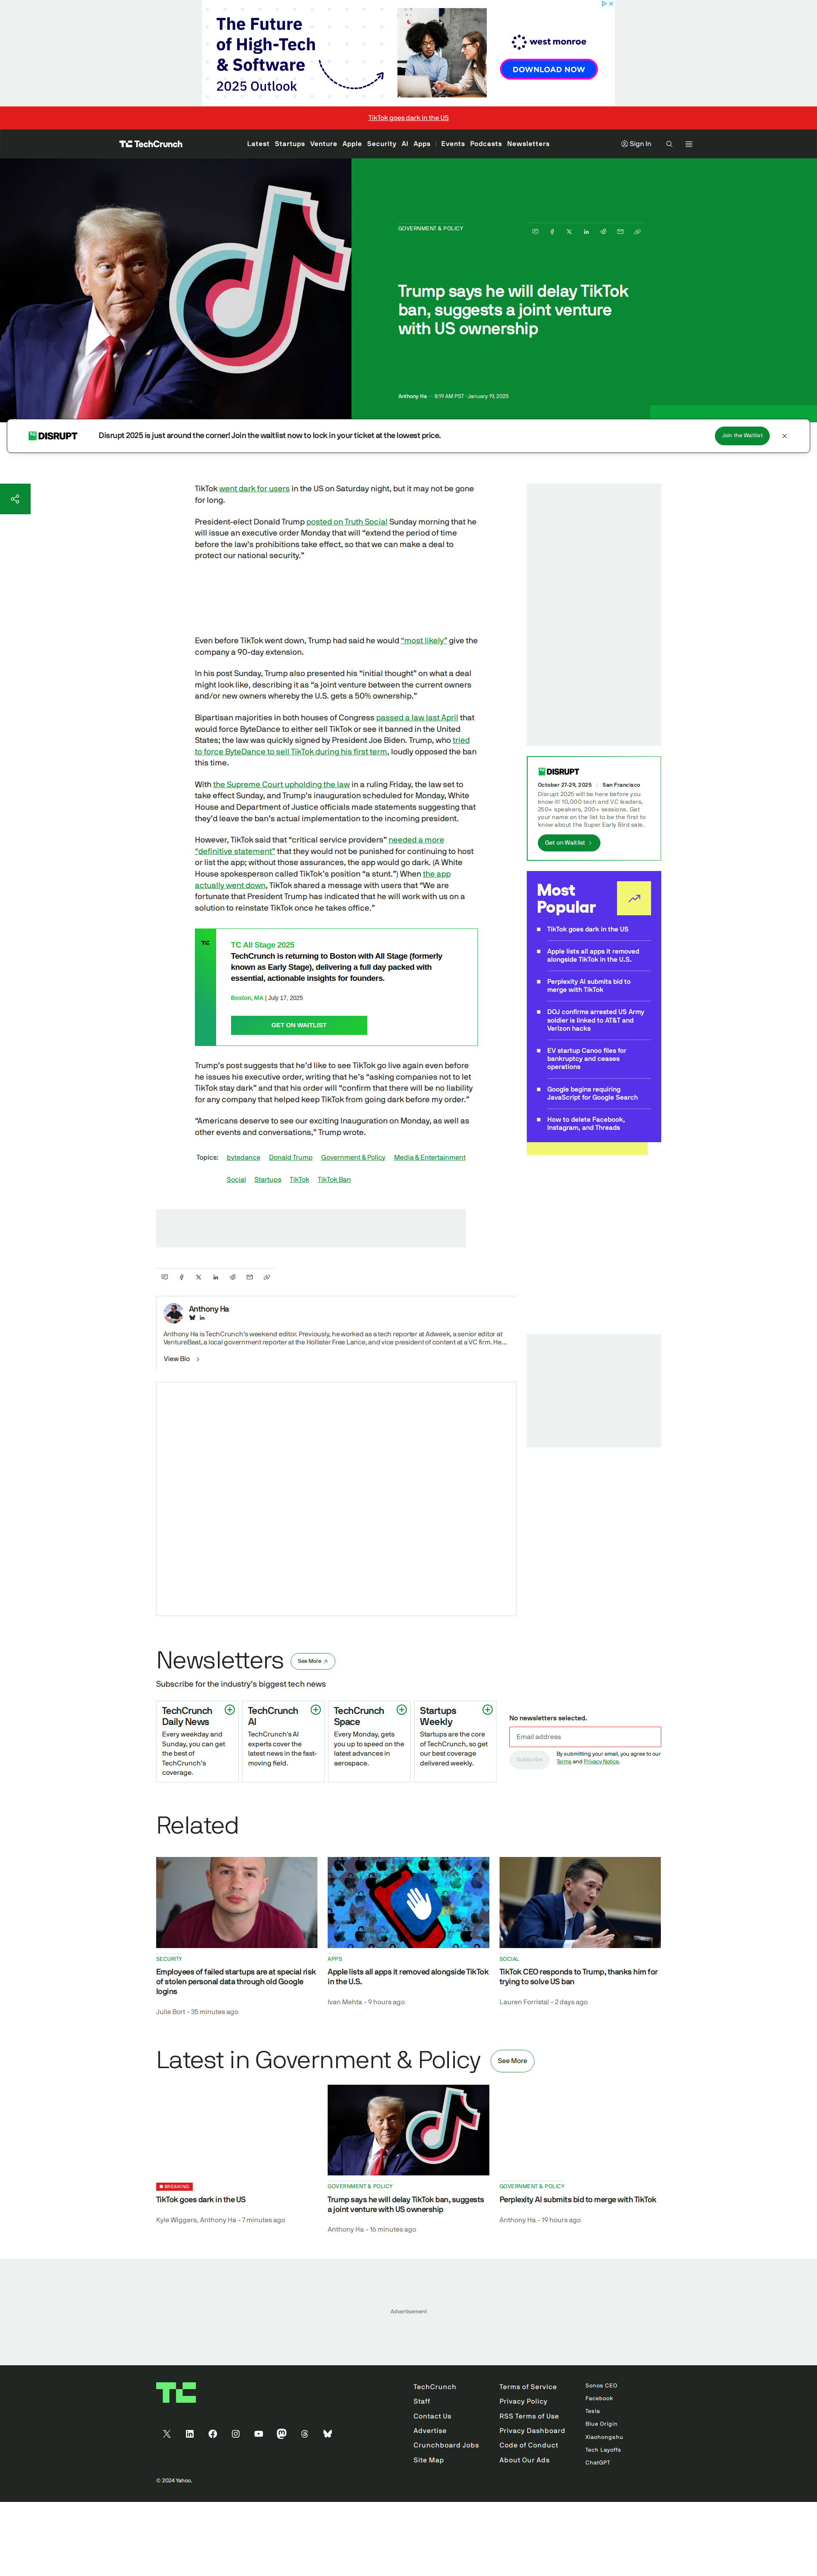 The Future
of High-Tech
& Software
2025 Outlook
west monroe
DOWNLOAD NOW
TikTok goes dark in the US
TechCrunch
Latest Startups Venture Apple Security AI Apps | Events Podcasts Newsletters
Sign In
GOVERNMENT & POLICY
Trump says he will delay TikTok
ban, suggests a joint venture
with US ownership
Anthony Ha — 8:19 AM PST · January 19, 2025
DISRUPT
Disrupt 2025 is just around the corner! Join the waitlist now to lock in your ticket at the lowest price.
Join the Waitlist
TikTok went dark for users in the US on Saturday night, but it may not be gone
for long.
President-elect Donald Trump posted on Truth Social Sunday morning that he
will issue an executive order Monday that will “extend the period of time
before the law’s prohibitions take effect, so that we can make a deal to
protect our national security.”
Even before TikTok went down, Trump had said he would “most likely” give the
company a 90-day extension.
In his post Sunday, Trump also presented his “initial thought” on what a deal
might look like, describing it as “a joint venture between the current owners
and/or new owners whereby the U.S. gets a 50% ownership.”
Bipartisan majorities in both houses of Congress passed a law last April that
would force ByteDance to either sell TikTok or see it banned in the United
States; the law was quickly signed by President Joe Biden. Trump, who tried
to force ByteDance to sell TikTok during his first term, loudly opposed the ban
this time.
With the Supreme Court upholding the law in a ruling Friday, the law set to
take effect Sunday, and Trump’s inauguration scheduled for Monday, White
House and Department of Justice officials made statements suggesting that
they’d leave the ban’s actual implementation to the incoming president.
However, TikTok said that “critical service providers” needed a more
“definitive statement” that they would not be punished for continuing to host
or list the app; without those assurances, the app would go dark. (A White
House spokesperson called TikTok’s position “a stunt.”) When the app
actually went down, TikTok shared a message with users that “We are
fortunate that President Trump has indicated that he will work with us on a
solution to reinstate TikTok once he takes office.”
TC All Stage 2025
TechCrunch is returning to Boston with All Stage (formerly
known as Early Stage), delivering a full day packed with
essential, actionable insights for founders.
Boston, MA | July 17, 2025
GET ON WAITLIST
Trump’s post suggests that he’d like to see TikTok go live again even before
he issues his executive order, writing that he’s “asking companies not to let
TikTok stay dark” and that his order will “confirm that there will be no liability
for any company that helped keep TikTok from going dark before my order.”
“Americans deserve to see our exciting Inauguration on Monday, as well as
other events and conversations,” Trump wrote.
Topics: bytedance Donald Trump Government & Policy Media & Entertainment
Social Startups TikTok TikTok Ban
DISRUPT
October 27-29, 2025 | San Francisco
Disrupt 2025 will be here before you
know it! 10,000 tech and VC leaders,
250+ speakers, 200+ sessions. Get
your name on the list to be the first to
know about the Super Early Bird sale.
Get on Waitlist
Most
Popular
TikTok goes dark in the US
Apple lists all apps it removed
alongside TikTok in the U.S.
Perplexity AI submits bid to
merge with TikTok
DOJ confirms arrested US Army
soldier is linked to AT&T and
Verizon hacks
EV startup Canoo files for
bankruptcy and ceases
operations
Google begins requiring
JavaScript for Google Search
How to delete Facebook,
Instagram, and Threads
Anthony Ha
Anthony Ha is TechCrunch’s weekend editor. Previously, he worked as a tech reporter at Adweek, a senior editor at
VentureBeat, a local government reporter at the Hollister Free Lance, and vice president of content at a VC firm. He...
View Bio
Newsletters
See More
Subscribe for the industry’s biggest tech news
TechCrunch
Daily News
Every weekday and
Sunday, you can get
the best of
TechCrunch’s
coverage.
TechCrunch
AI
TechCrunch’s AI
experts cover the
latest news in the fast-
moving field.
TechCrunch
Space
Every Monday, gets
you up to speed on the
latest advances in
aerospace.
Startups
Weekly
Startups are the core
of TechCrunch, so get
our best coverage
delivered weekly.
No newsletters selected.
Email address
Subscribe
By submitting your email, you agree to our
Terms and Privacy Notice.
Related
SECURITY
Employees of failed startups are at special risk
of stolen personal data through old Google
logins
Julie Bort - 35 minutes ago
APPS
Apple lists all apps it removed alongside TikTok
in the U.S.
Ivan Mehta - 9 hours ago
SOCIAL
TikTok CEO responds to Trump, thanks him for
trying to solve US ban
Lauren Forristal - 2 days ago
Latest in Government & Policy
See More
BREAKING
TikTok goes dark in the US
Kyle Wiggers, Anthony Ha - 7 minutes ago
GOVERNMENT & POLICY
Trump says he will delay TikTok ban, suggests
a joint venture with US ownership
Anthony Ha - 16 minutes ago
GOVERNMENT & POLICY
Perplexity AI submits bid to merge with TikTok
Anthony Ha - 19 hours ago
Advertisement
TechCrunch
Staff
Contact Us
Advertise
Crunchboard Jobs
Site Map
Terms of Service
Privacy Policy
RSS Terms of Use
Privacy Dashboard
Code of Conduct
About Our Ads
Sonos CEO
Facebook
Tesla
Blue Origin
Xiaohongshu
Tech Layoffs
ChatGPT
© 2024 Yahoo.